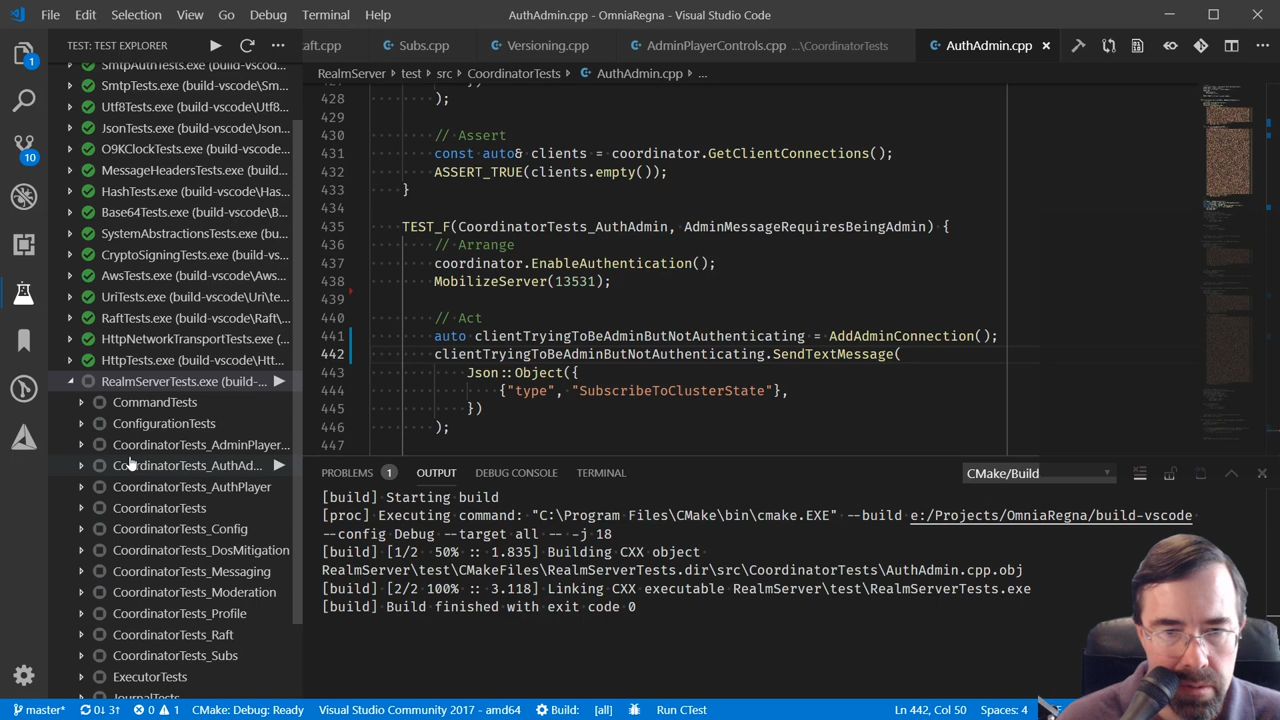 File Edit Selection View Go Debug Terminal Help AuthAdmin.cpp - OmniaRegna - Visual Studio Code
TEST: TEST EXPLORER
aft.cpp Subs.cpp Versioning.cpp AdminPlayerControls.cpp ...\CoordinatorTests AuthAdmin.cpp
RealmServer test src CoordinatorTests AuthAdmin.cpp ...
SmtpAuthTests.exe (build-vscode\Sm...
SmtpTests.exe (build-vscode\Sm...
Utf8Tests.exe (build-vscode\Utf8...
JsonTests.exe (build-vscode\Json...
O9KClockTests.exe (build-vscode...
MessageHeadersTests.exe (build-...
HashTests.exe (build-vscode\Has...
Base64Tests.exe (build-vscode\B...
SystemAbstractionsTests.exe (buil...
CryptoSigningTests.exe (build-vsc...
AwsTests.exe (build-vscode\Aws...
UriTests.exe (build-vscode\Uri\te...
RaftTests.exe (build-vscode\Raft\...
HttpNetworkTransportTests.exe (...
HttpTests.exe (build-vscode\Htt...
RealmServerTests.exe (build-...
CommandTests
ConfigurationTests
CoordinatorTests_AdminPlayer...
CoordinatorTests_AuthAd...
CoordinatorTests_AuthPlayer
CoordinatorTests
CoordinatorTests_Config
CoordinatorTests_DosMitigation
CoordinatorTests_Messaging
CoordinatorTests_Moderation
CoordinatorTests_Profile
CoordinatorTests_Raft
CoordinatorTests_Subs
ExecutorTests
JournalTests
1
10
427 })
428 );
429
430 // Assert
431 const auto& clients = coordinator.GetClientConnections();
432 ASSERT_TRUE(clients.empty());
433 }
434
435 TEST_F(CoordinatorTests_AuthAdmin, AdminMessageRequiresBeingAdmin) {
436 // Arrange
437 coordinator.EnableAuthentication();
438 MobilizeServer(13531);
439
440 // Act
441 auto clientTryingToBeAdminButNotAuthenticating = AddAdminConnection();
442 clientTryingToBeAdminButNotAuthenticating.SendTextMessage(
443 Json::Object({
444 {"type", "SubscribeToClusterState"},
445 })
446 );
447
PROBLEMS 1 OUTPUT DEBUG CONSOLE TERMINAL CMake/Build
[build] Starting build
[proc] Executing command: "C:\Program Files\CMake\bin\cmake.EXE" --build e:/Projects/OmniaRegna/build-vscode
--config Debug --target all -- -j 18
[build] [1/2 50% :: 1.835] Building CXX object
RealmServer\test\CMakeFiles\RealmServerTests.dir\src\CoordinatorTests\AuthAdmin.cpp.obj
[build] [2/2 100% :: 3.118] Linking CXX executable RealmServer\test\RealmServerTests.exe
[build] Build finished with exit code 0
master* 0↓ 3↑ 0 1 CMake: Debug: Ready Visual Studio Community 2017 - amd64 Build: [all] Run CTest Ln 442, Col 50 Spaces: 4